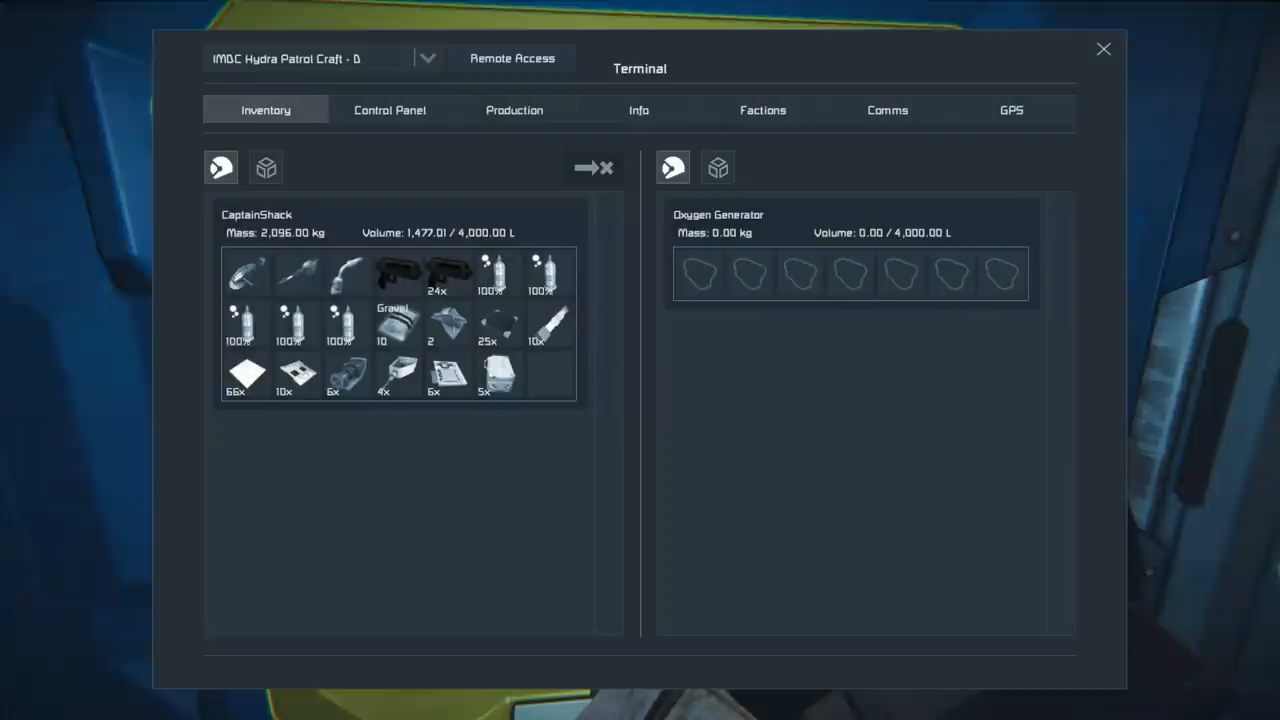 IMDC Hydra Patrol Craft - D
Remote Access
Terminal
Inventory
Control Panel
Production
Info
Factions
Comms
GPS
CaptainShack
Mass: 2,096.00 kg
Volume: 1,477.01 / 4,000.00 L
24x
100%
100%
100%
100%
100%
Gravel
10
2
25x
10x
66x
10x
6x
4x
6x
5x
Oxygen Generator
Mass: 0.00 kg
Volume: 0.00 / 4,000.00 L